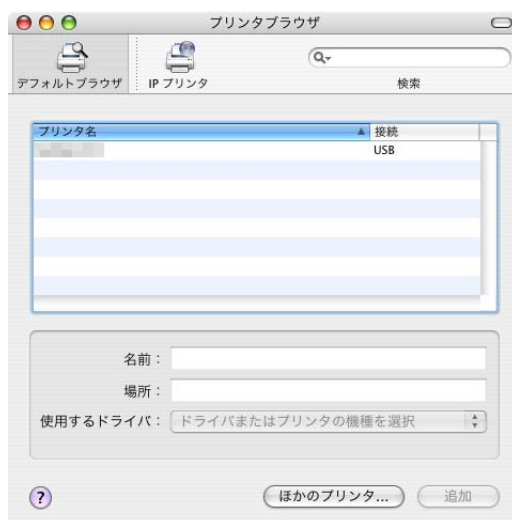 プリンタブラウザ
デフォルトブラウザ
IP プリンタ
検索
プリンタ名
接続
USB
名前：
場所：
使用するドライバ：
ドライバまたはプリンタの機種を選択
?
ほかのプリンタ...
追加